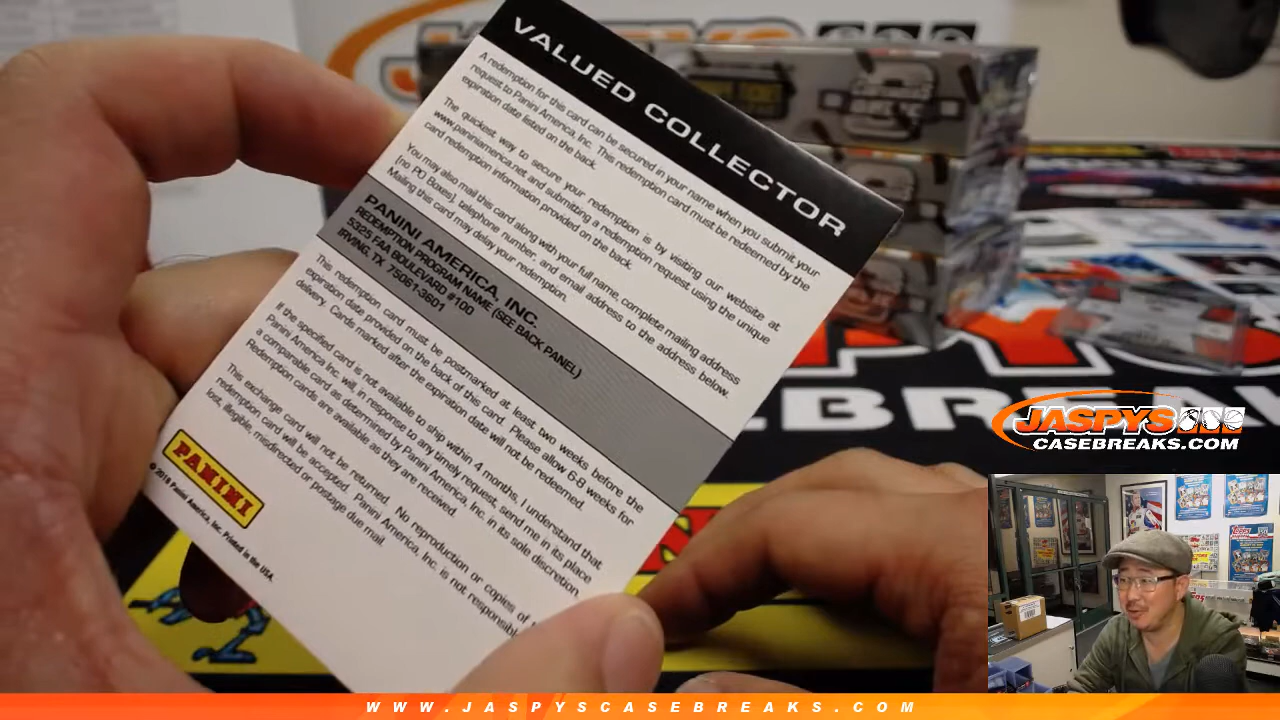 VALUED COLLECTOR
A redemption for this card can be secured in your name when you submit your
request to Panini America, Inc. This redemption card must be redeemed by the
expiration date listed on the back.
The quickest way to secure your redemption is by visiting our website at
www.paniniamerica.net and submitting a redemption request using the unique
card redemption information provided on the back.
You may also mail this card along with your full name, complete mailing address
[no PO Boxes], telephone number, and email address to the address below.
Mailing this card may delay your redemption.
PANINI AMERICA, INC.
REDEMPTION PROGRAM NAME (SEE BACK PANEL)
5325 FAA BOULEVARD #100
IRVING, TX 75061-3601
This redemption card must be postmarked at least two weeks before the
expiration date provided on the back of this card. Please allow 6-8 weeks for
delivery. Cards marked after the expiration date will not be redeemed.
If the specified card is not available to ship within 4 months, I understand that
Panini America Inc. will, in response to any timely request, send me in its place
a comparable card as determined by Panini America, Inc. in its sole discretion.
Redemption cards are available as they are received.
This exchange card will not be returned. No reproduction or copies of
redemption card will be accepted. Panini America, Inc. is not responsibl
lost, illegible, misdirected or postage due mail.
PANINI
© 2018 Panini America, Inc. Printed in the USA.
BREA
JASPYS
CASEBREAKS.COM
WWW.JASPYSCASEBREAKS.COM